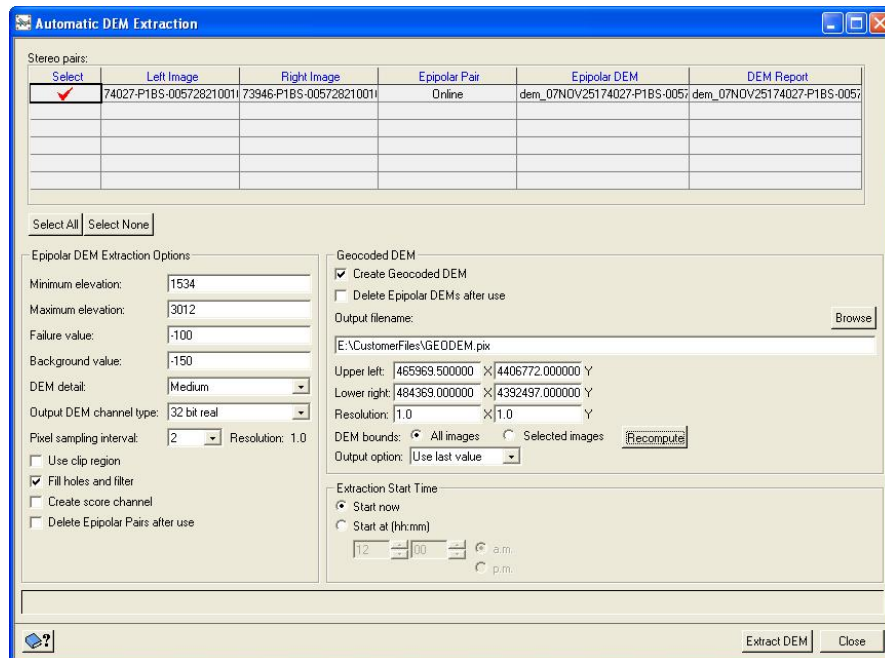 Automatic DEM Extraction
Stereo pairs:
Select Left Image Right Image Epipolar Pair Epipolar DEM DEM Report
74027-P1BS-00572821001( 73946-P1BS-00572821001( Online dem_07NOV25174027-P1BS-0057 dem_07NOV25174027-P1BS-0057
Select All Select None
Epipolar DEM Extraction Options
Minimum elevation: 1534
Maximum elevation: 3012
Failure value: -100
Background value: -150
DEM detail: Medium
Output DEM channel type: 32 bit real
Pixel sampling interval: 2 Resolution: 1.0
Use clip region
Fill holes and filter
Create score channel
Delete Epipolar Pairs after use
Geocoded DEM
Create Geocoded DEM
Delete Epipolar DEMs after use
Output filename: Browse
E:\CustomerFiles\GEODEM.pix
Upper left: 465969.500000 X 4406772.000000 Y
Lower right: 484369.000000 X 4392497.000000 Y
Resolution: 1.0 X 1.0 Y
DEM bounds: All images Selected images Recompute
Output option: Use last value
Extraction Start Time
Start now
Start at (hh:mm)
12 00 a.m.
p.m.
?
Extract DEM Close